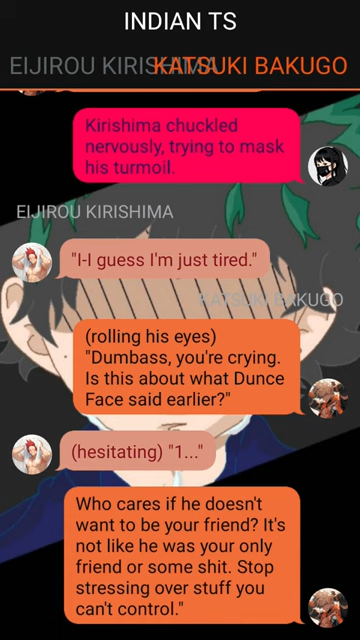 INDIAN TS
EIJIROU KIRISHIMA KATSUKI BAKUGO
Kirishima chuckled
nervously, trying to mask
his turmoil.
EIJIROU KIRISHIMA
"I-I guess I'm just tired."
KATSUKI BAKUGO
(rolling his eyes)
"Dumbass, you're crying.
Is this about what Dunce
Face said earlier?"
(hesitating) "1..."
Who cares if he doesn't
want to be your friend? It's
not like he was your only
friend or some shit. Stop
stressing over stuff you
can't control."